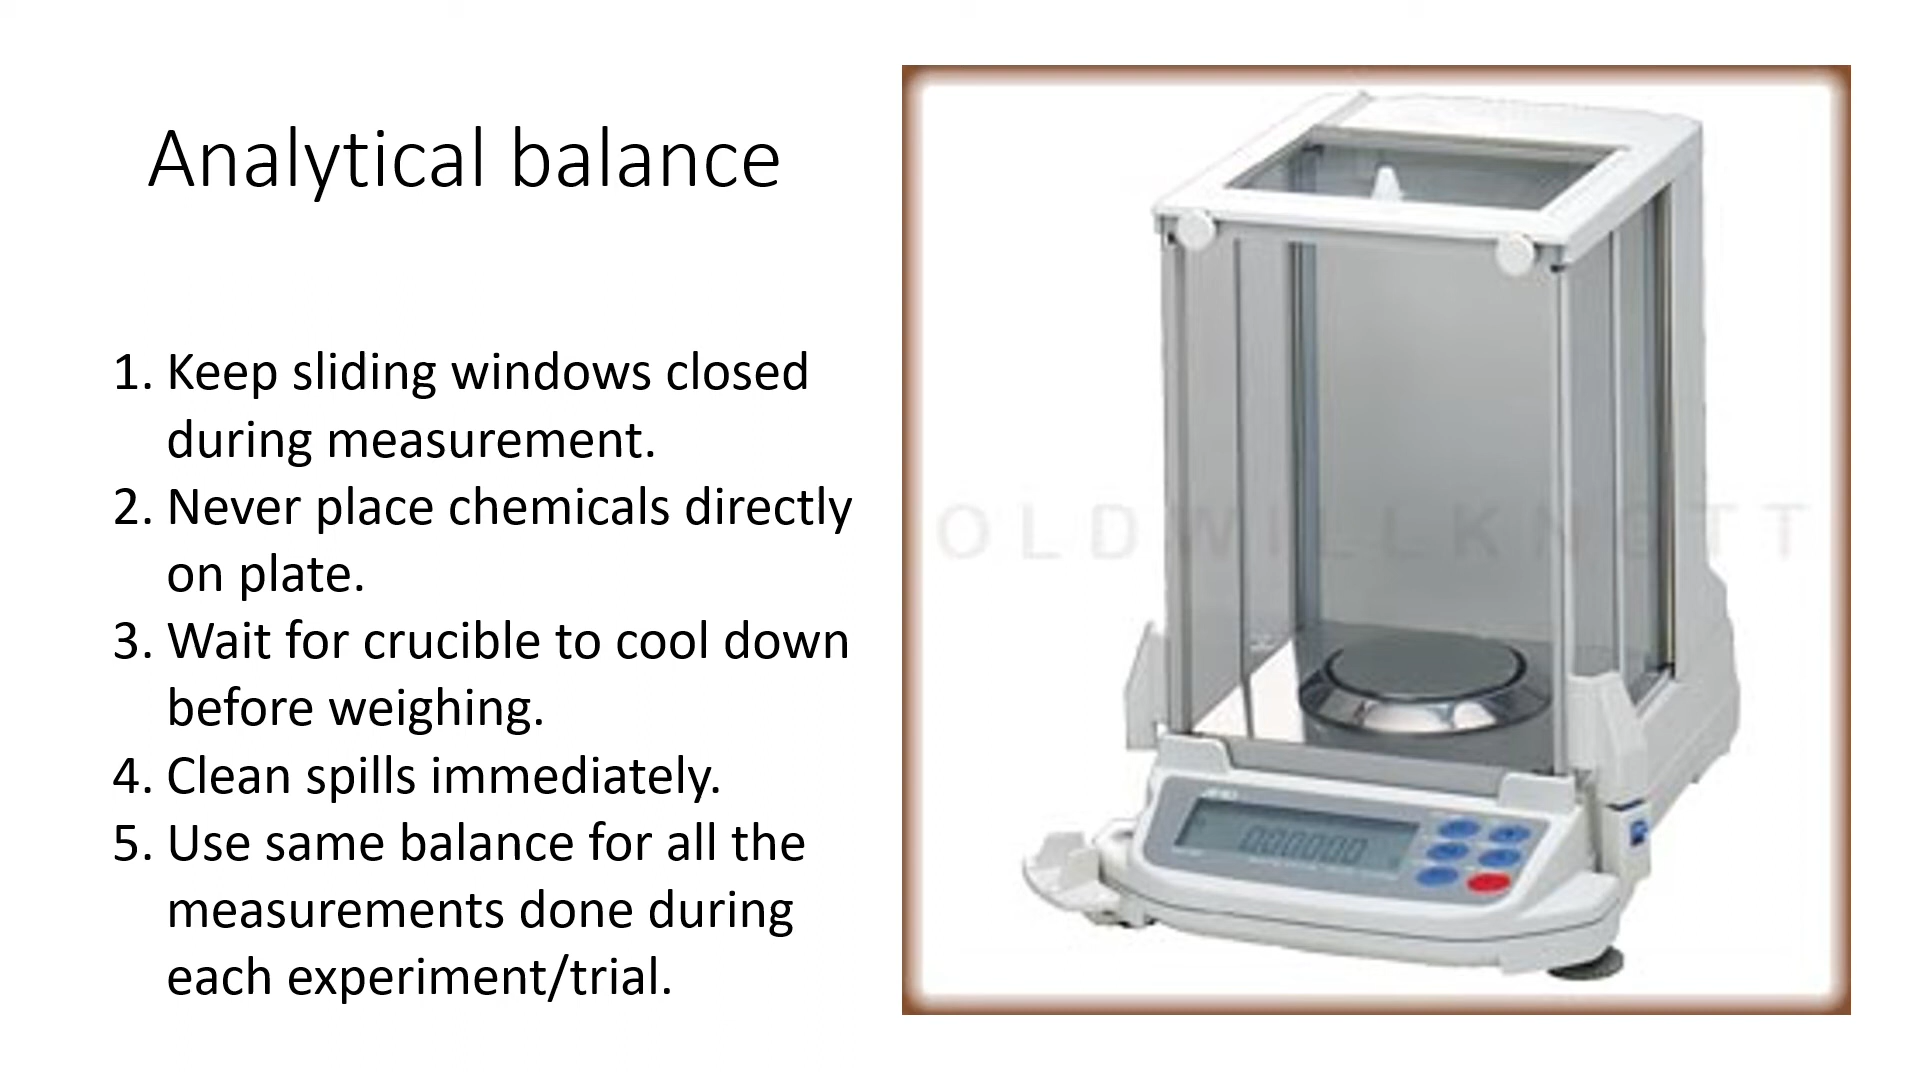 Analytical balance
1. Keep sliding windows closed
during measurement.
2. Never place chemicals directly
on plate.
3. Wait for crucible to cool down
before weighing.
4. Clean spills immediately.
5. Use same balance for all the
measurements done during
each experiment/trial.
OLDWILLKNOTT
AND